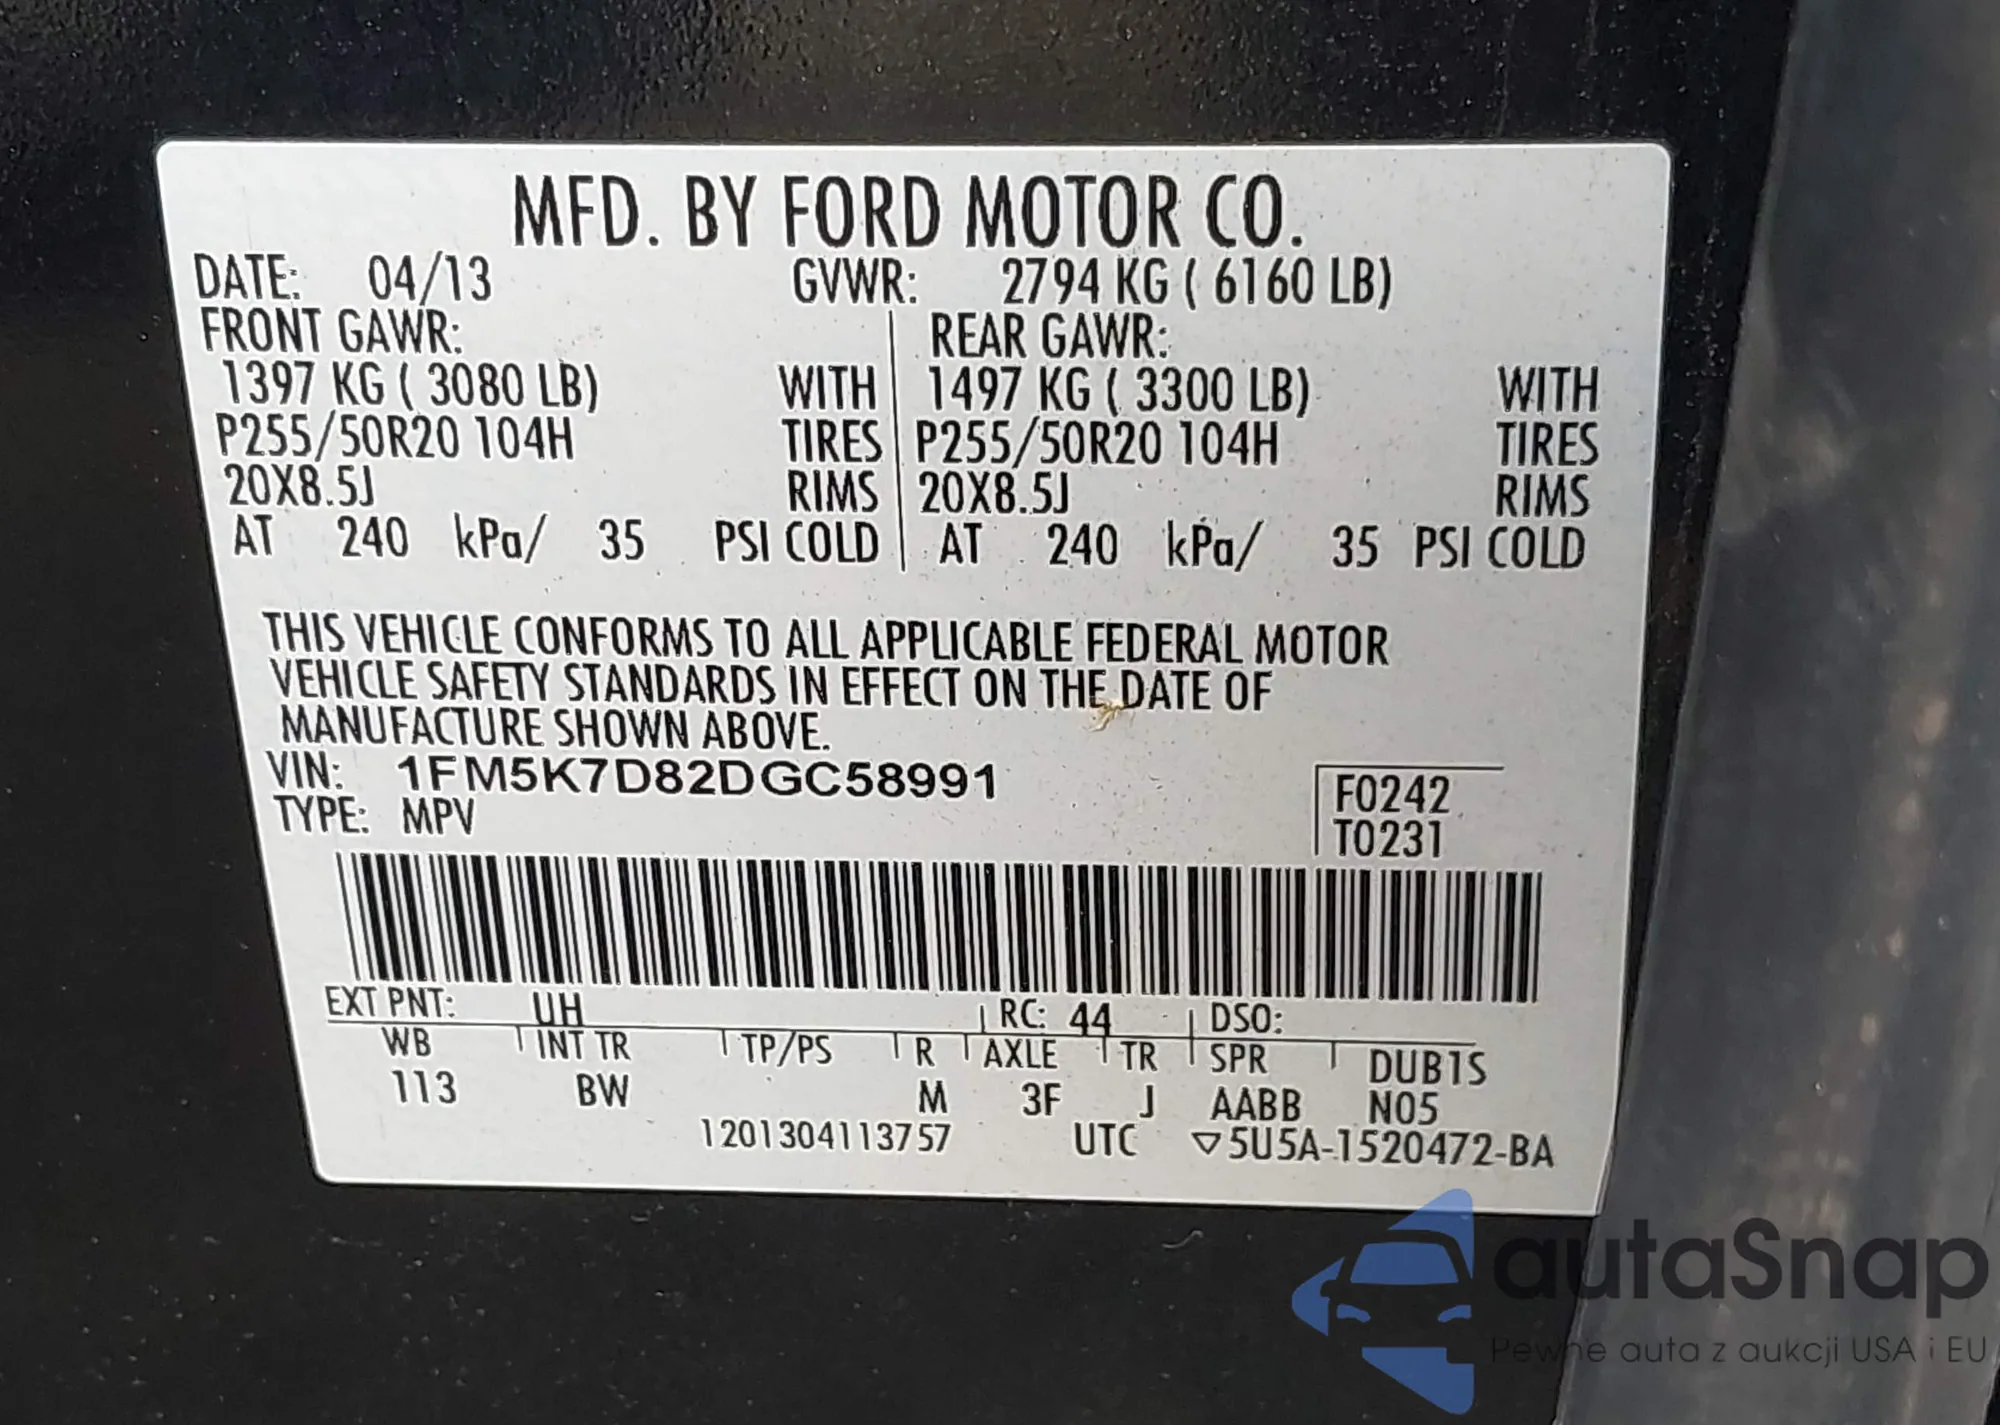 MFD. BY FORD MOTOR CO.
DATE: 04/13 GVWR: 2794 KG ( 6160 LB)
FRONT GAWR: REAR GAWR:
1397 KG ( 3080 LB) WITH 1497 KG ( 3300 LB) WITH
P255/50R20 104H TIRES P255/50R20 104H TIRES
20X8.5J RIMS 20X8.5J RIMS
AT 240 kPa/ 35 PSI COLD AT 240 kPa/ 35 PSI COLD
THIS VEHICLE CONFORMS TO ALL APPLICABLE FEDERAL MOTOR
VEHICLE SAFETY STANDARDS IN EFFECT ON THE DATE OF
MANUFACTURE SHOWN ABOVE.
VIN: 1FM5K7D82DGC58991
TYPE: MPV
F0242
T0231
EXT PNT: UH RC: 44 DSO:
WB INT TR TP/PS R AXLE TR SPR DUB1S
113 BW M 3F J AABB N05
1201304113757 UTC ▽5U5A-1520472-BA
autaSnap
Pewne auta z aukcji USA i EU